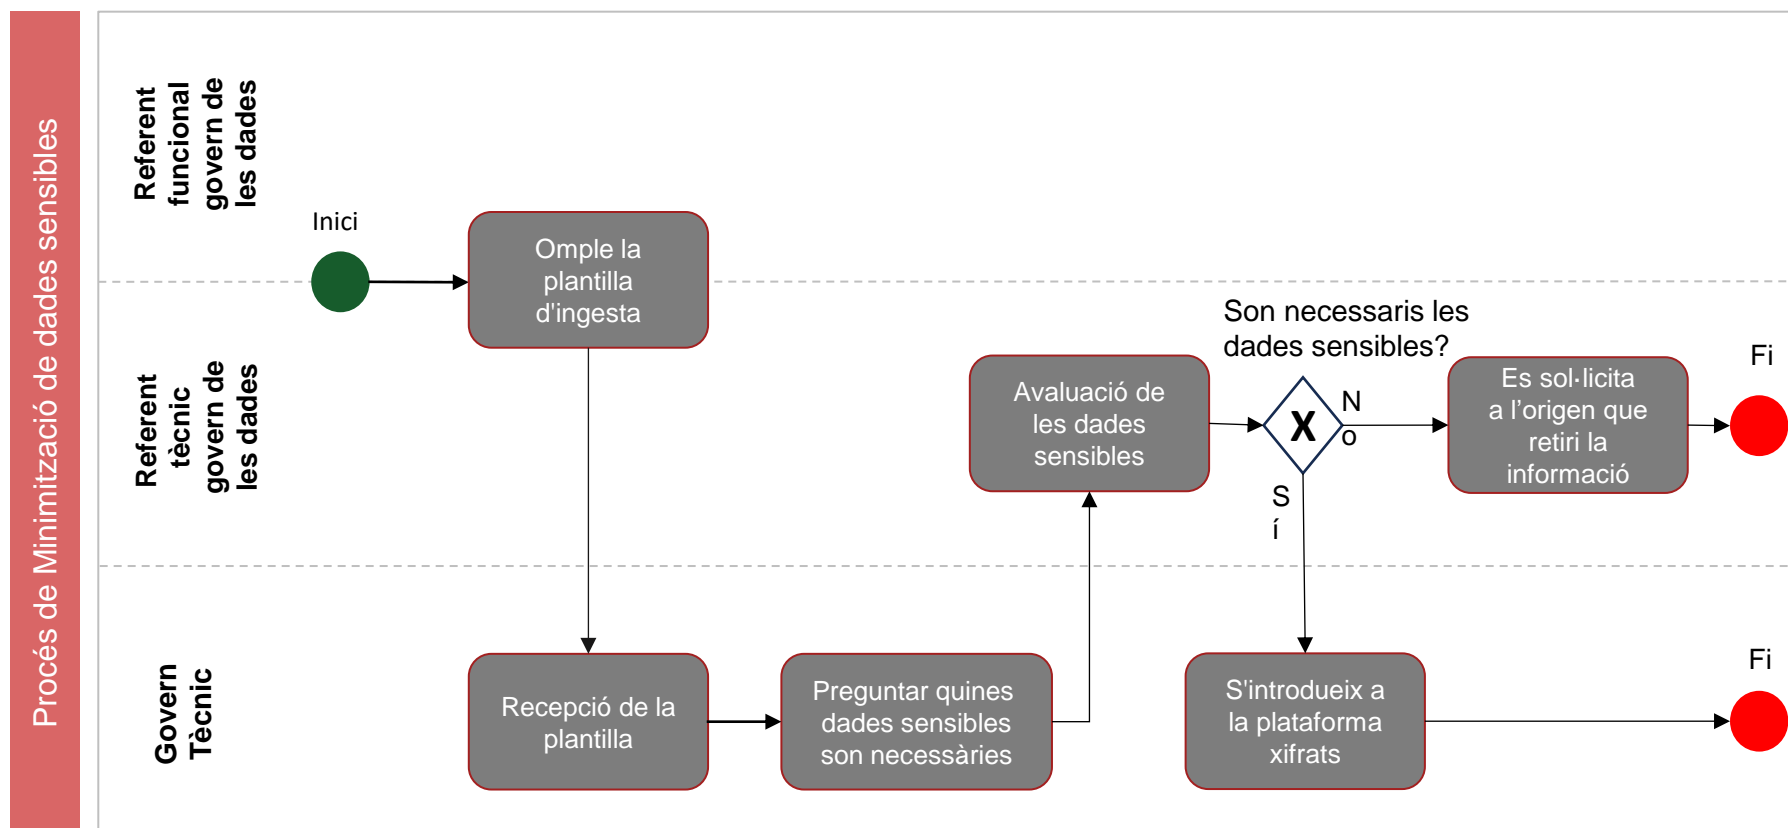 Procés de Minimització de dades sensibles
Referent
funcional
govern de
les dades
Inici
Omple la
plantilla
d'ingesta
Referent
tècnic
govern de
les dades
Avaluació de
les dades
sensibles
Son necessaris les
dades sensibles?
X
N
o
S
í
Es sol·licita
a l’origen que
retiri la
informació
Fi
Govern
Tècnic
Recepció de la
plantilla
Preguntar quines
dades sensibles
son necessàries
S'introdueix a
la plataforma
xifrats
Fi